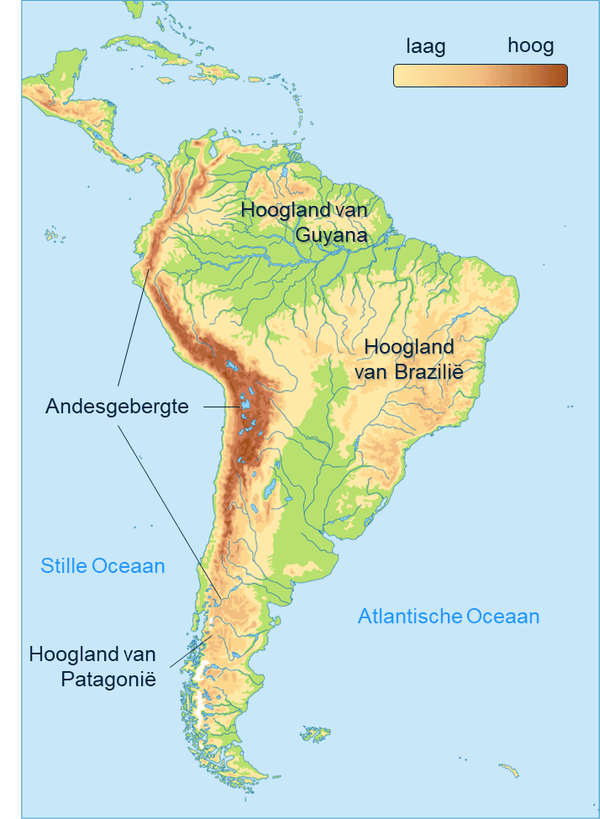 laag hoog
Hoogland van
Guyana
Hoogland
van Brazilië
Andesgebergte
Stille Oceaan
Atlantische Oceaan
Hoogland van
Patagonië